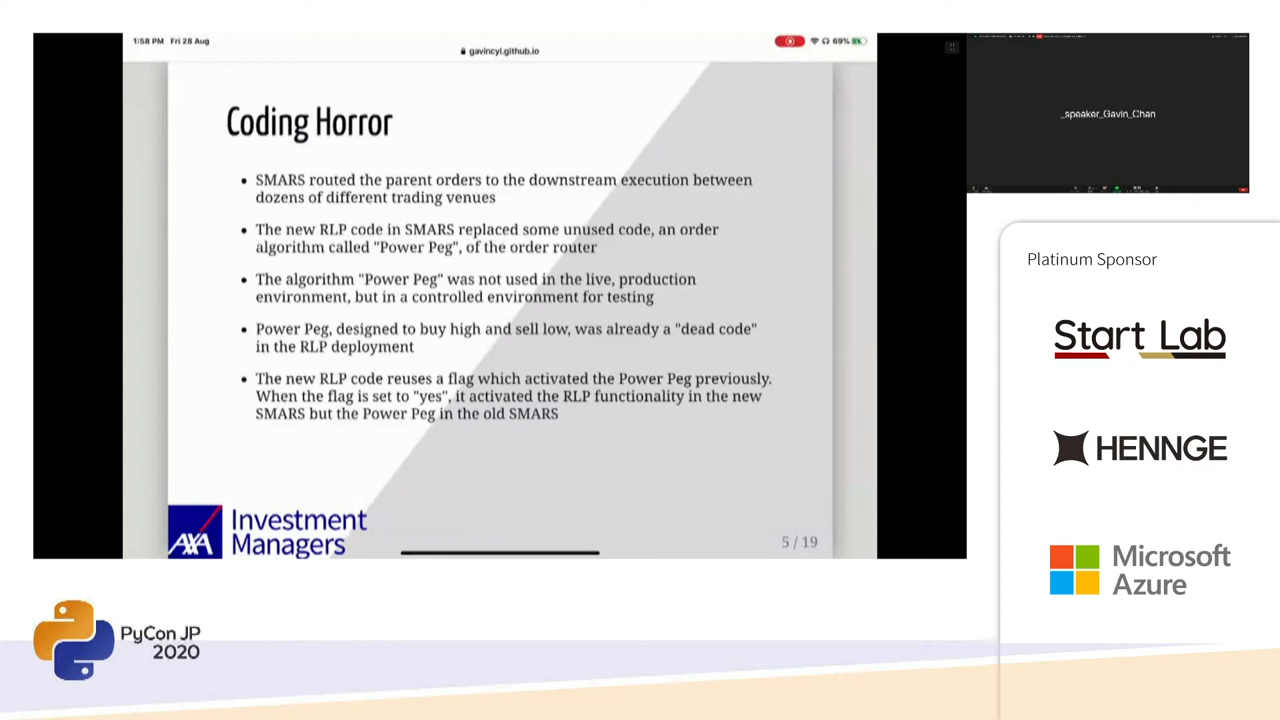 1:58 PM Fri 28 Aug
gavincyi.github.io
69%
Coding Horror
• SMARS routed the parent orders to the downstream execution between
dozens of different trading venues
• The new RLP code in SMARS replaced some unused code, an order
algorithm called "Power Peg", of the order router
• The algorithm "Power Peg" was not used in the live, production
environment, but in a controlled environment for testing
• Power Peg, designed to buy high and sell low, was already a "dead code"
in the RLP deployment
• The new RLP code reuses a flag which activated the Power Peg previously.
When the flag is set to "yes", it activated the RLP functionality in the new
SMARS but the Power Peg in the old SMARS
AXA
Investment
Managers
5 / 19
_speaker_Gavin_Chan
Platinum Sponsor
Start Lab
HENNGE
Microsoft
Azure
PyCon JP
2020